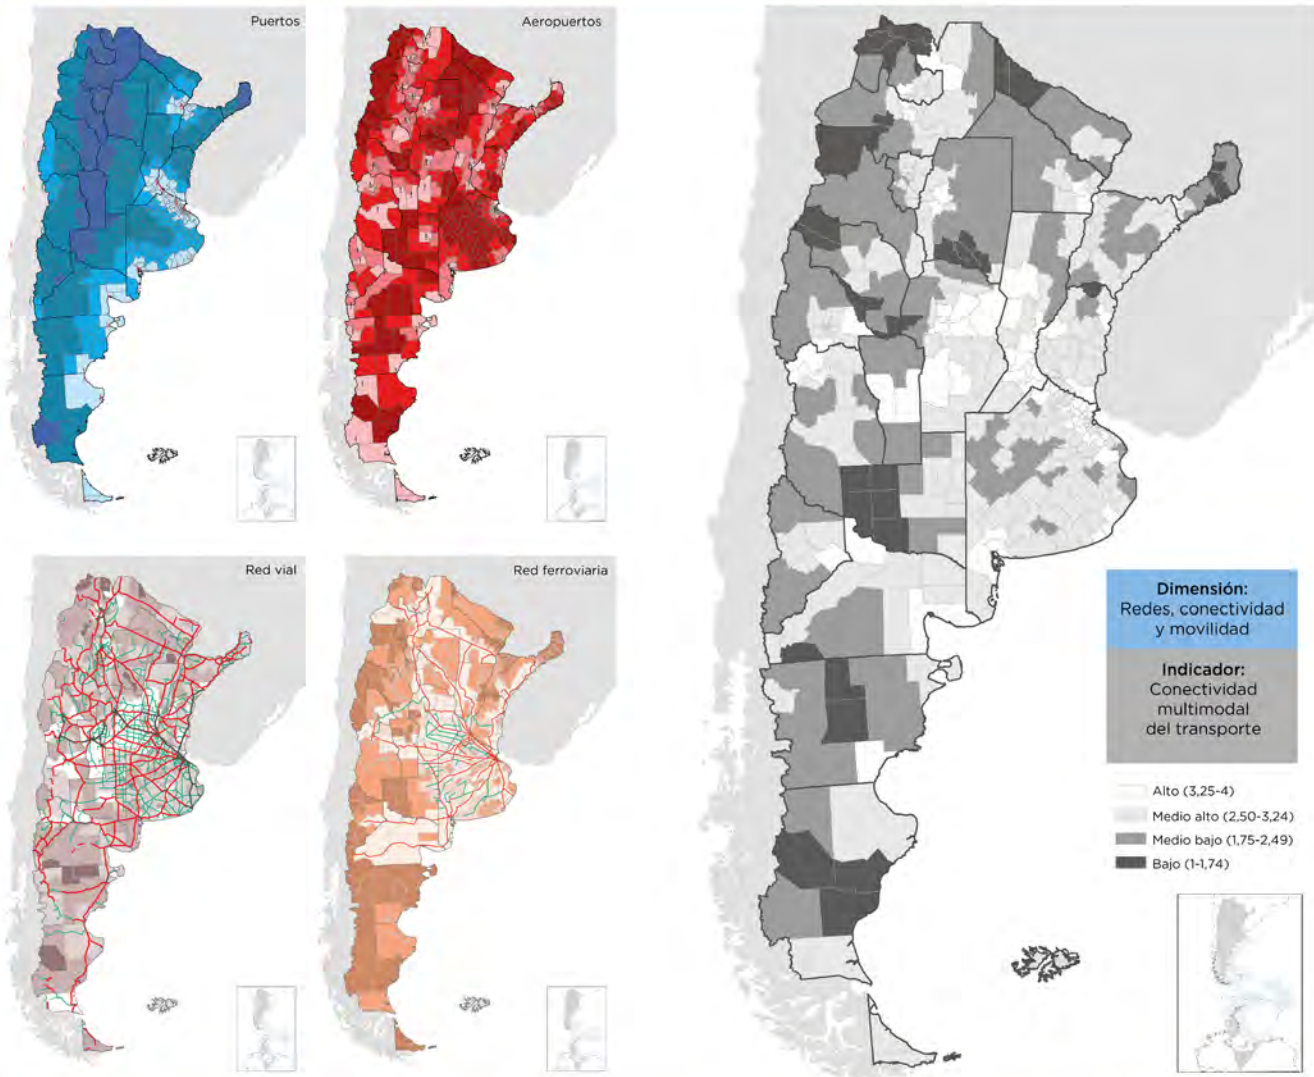 Puertos
Aeropuertos
Red vial
Red ferroviaria
Dimensión:
Redes, conectividad
y movilidad
Indicador:
Conectividad
multimodal
del transporte
Alto (3,25-4)
Medio alto (2,50-3,24)
Medio bajo (1,75-2,49)
Bajo (1-1,74)